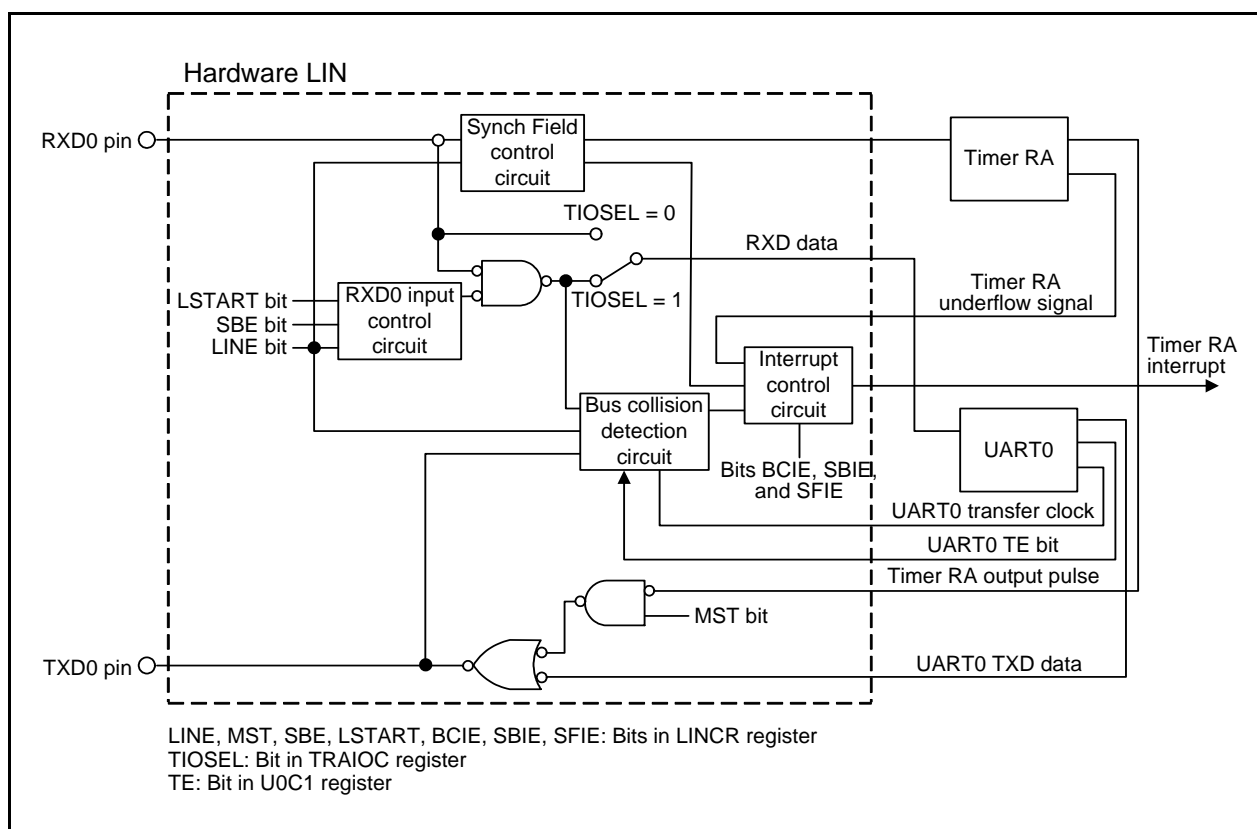 Hardware LIN
RXD0 pin
Synch Field
control
circuit
Timer RA
TIOSEL = 0
RXD data
TIOSEL = 1
Timer RA
underflow signal
LSTART bit
SBE bit
LINE bit
RXD0 input
control
circuit
Interrupt
control
circuit
Timer RA
interrupt
Bus collision
detection
circuit
Bits BCIE, SBIE,
and SFIE
UART0
UART0 transfer clock
UART0 TE bit
Timer RA output pulse
MST bit
TXD0 pin
UART0 TXD data
LINE, MST, SBE, LSTART, BCIE, SBIE, SFIE: Bits in LINCR register
TIOSEL: Bit in TRAIOC register
TE: Bit in U0C1 register